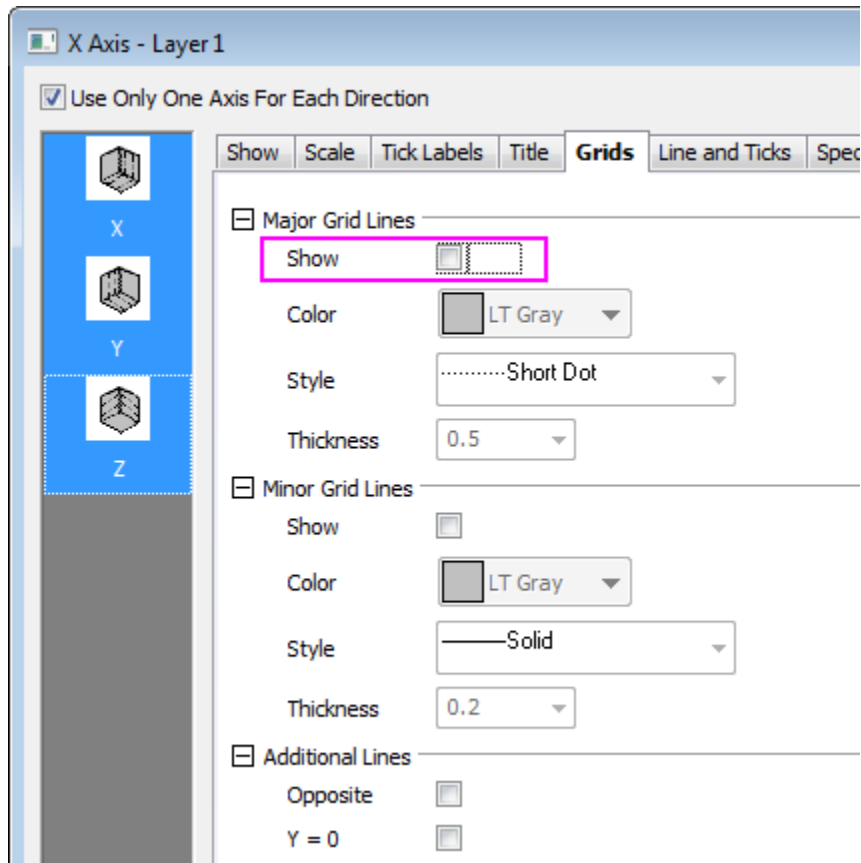 X Axis - Layer 1
Use Only One Axis For Each Direction
X
Y
Z
Show Scale Tick Labels Title Grids Line and Ticks Spec
Major Grid Lines
Show
Color LT Gray
Style Short Dot
Thickness 0.5
Minor Grid Lines
Show
Color LT Gray
Style Solid
Thickness 0.2
Additional Lines
Opposite
Y = 0